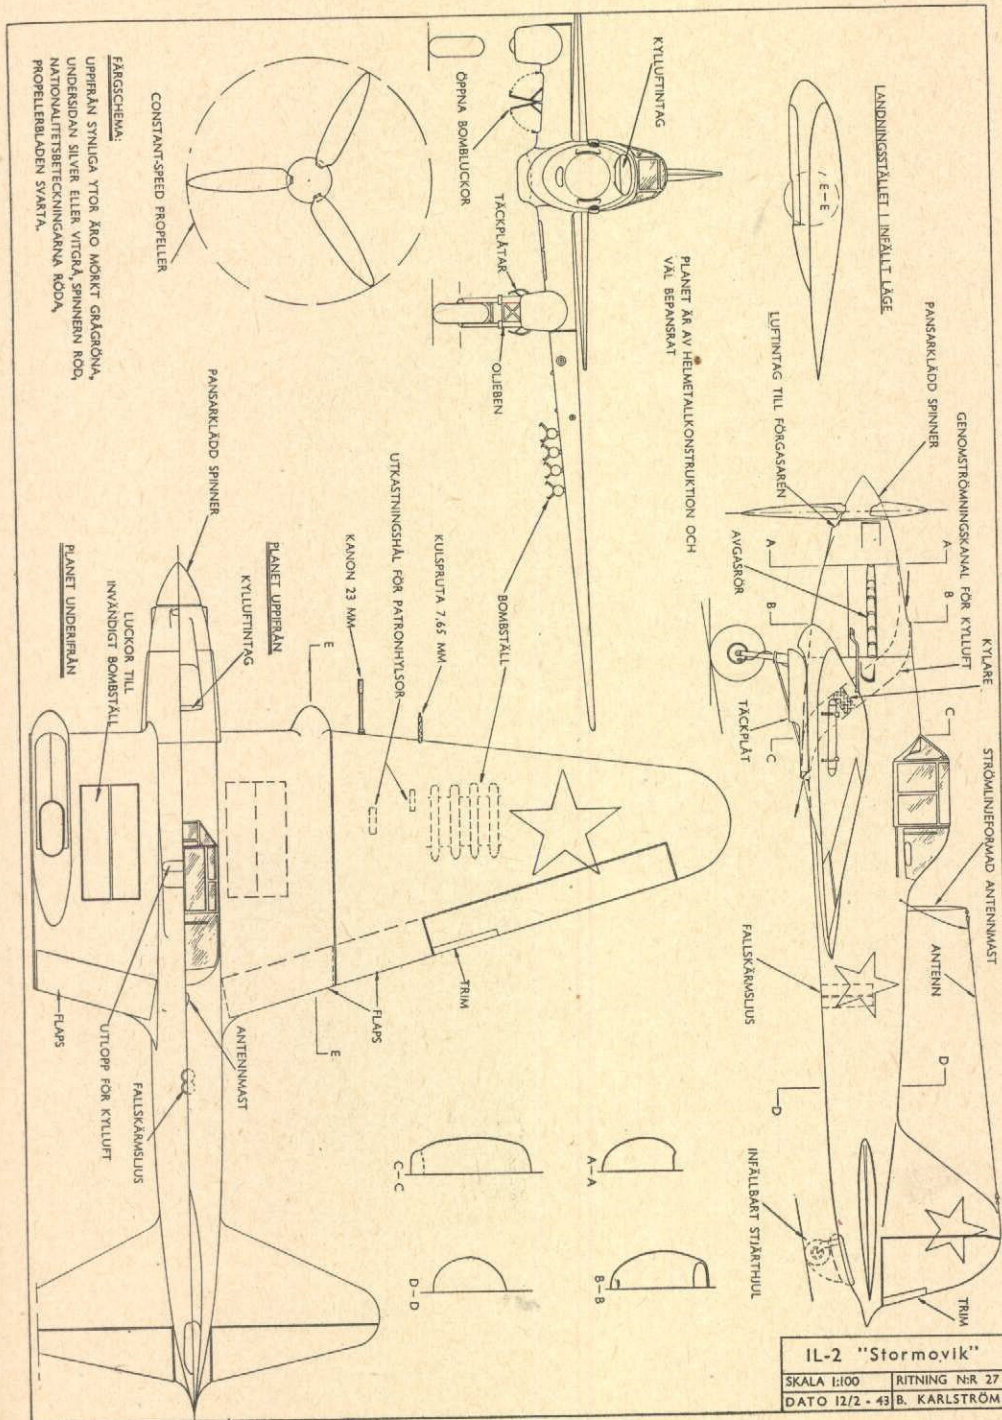 LANDNINGSSTÄLLET I INFÄLLT LÄGE
E-E
PANSARKLÄDD SPINNER
GENOMSTRÖMNINGSKANAL FÖR KYLLUFT
LUFTINTAG TILL FÖRGASAREN
A
A
B
B
AVGASRÖR
KYLARE
TÄCKPLÅT
C
C
STRÖMLINJEFORMAD ANTENNMAST
ANTENN
FALLSKÄRMSLJUS
D
D
INFÄLLBART STJÄRTHJUL
TRIM
KYLLUFTINTAG
ÖPPNA BOMBLUCKOR
TÄCKPLÅTAR
OLJEBEN
PLANET ÄR AV HELMETALLKONSTRUKTION OCH
VÄL BEPANSRAT
BOMBSTÄLL
KULSPRUTA 7,65 MM
UTKASTNINGSHÅL FÖR PATRONHYLSOR
KANON 23 MM
A-A
B-B
C-C
D-D
CONSTANT-SPEED PROPELLER
FÄRGSCHEMA:
UPPIFRÅN SYNLIGA YTOR ÄRO MÖRKT GRÅGRÖNA,
UNDERSIDAN SILVER ELLER VITGRÅ, SPINNERN RÖD,
NATIONALITETSBETECKNINGARNA RÖDA,
PROPELLERBLADEN SVARTA.
PANSARKLÄDD SPINNER
PLANET UPPIFRÅN
KYLLUFTINTAG
E
E
LUCKOR TILL
INVÄNDIGT BOMBSTÄLL
PLANET UNDERIFRÅN
TRIM
FLAPS
FLAPS
ANTENNMAST
UTLOPP FÖR KYLLUFT
FALLSKÄRMSLJUS
IL-2 "Stormovik"
SKALA 1:100
RITNING N:R 27
DATO 12/2 - 43
B. KARLSTRÖM